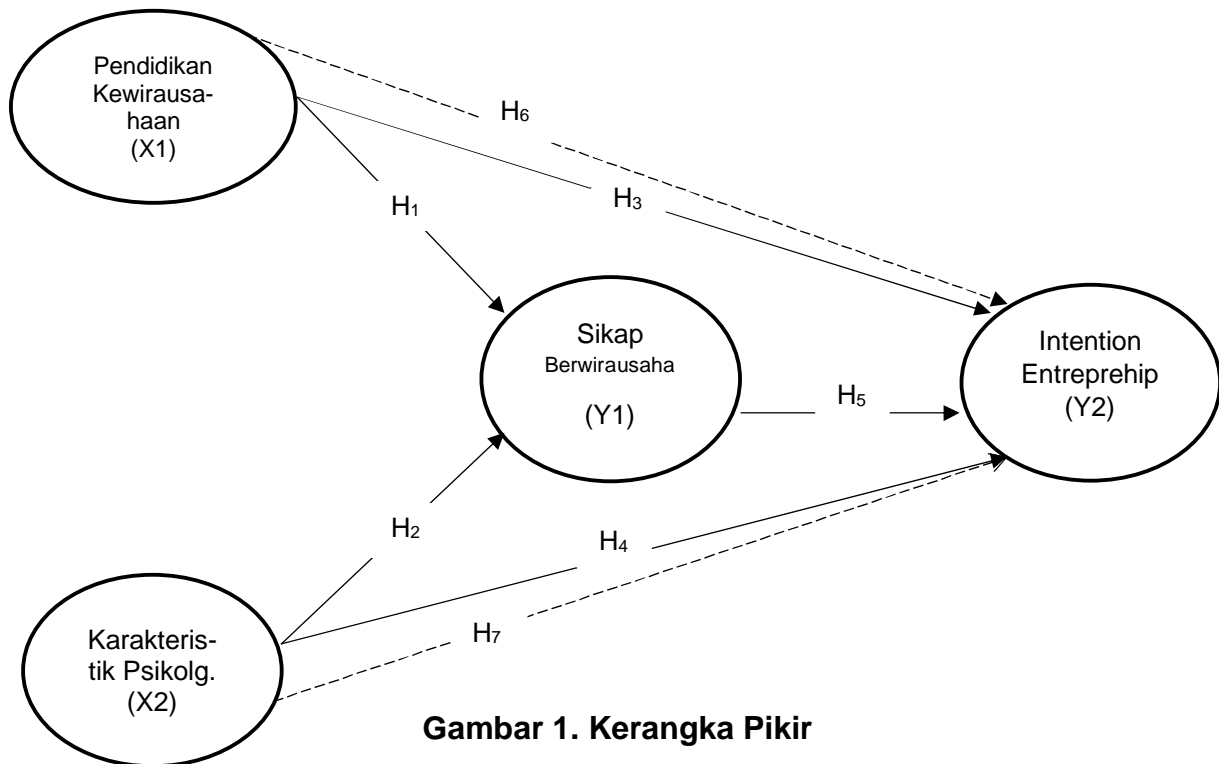 Pendidikan
Kewirausa-
haan
(X1)
H6
H3
H1
Sikap
Berwirausaha
(Y1)
Intention
Entreprehip
(Y2)
H5
H2
H4
H7
Karakteris-
tik Psikolg.
(X2)
Gambar 1. Kerangka Pikir